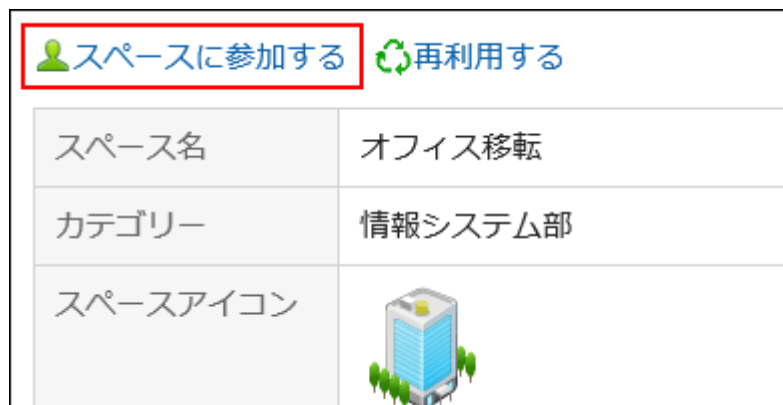 スペースに参加する 再利用する
スペース名 オフィス移転
カテゴリー 情報システム部
スペースアイコン